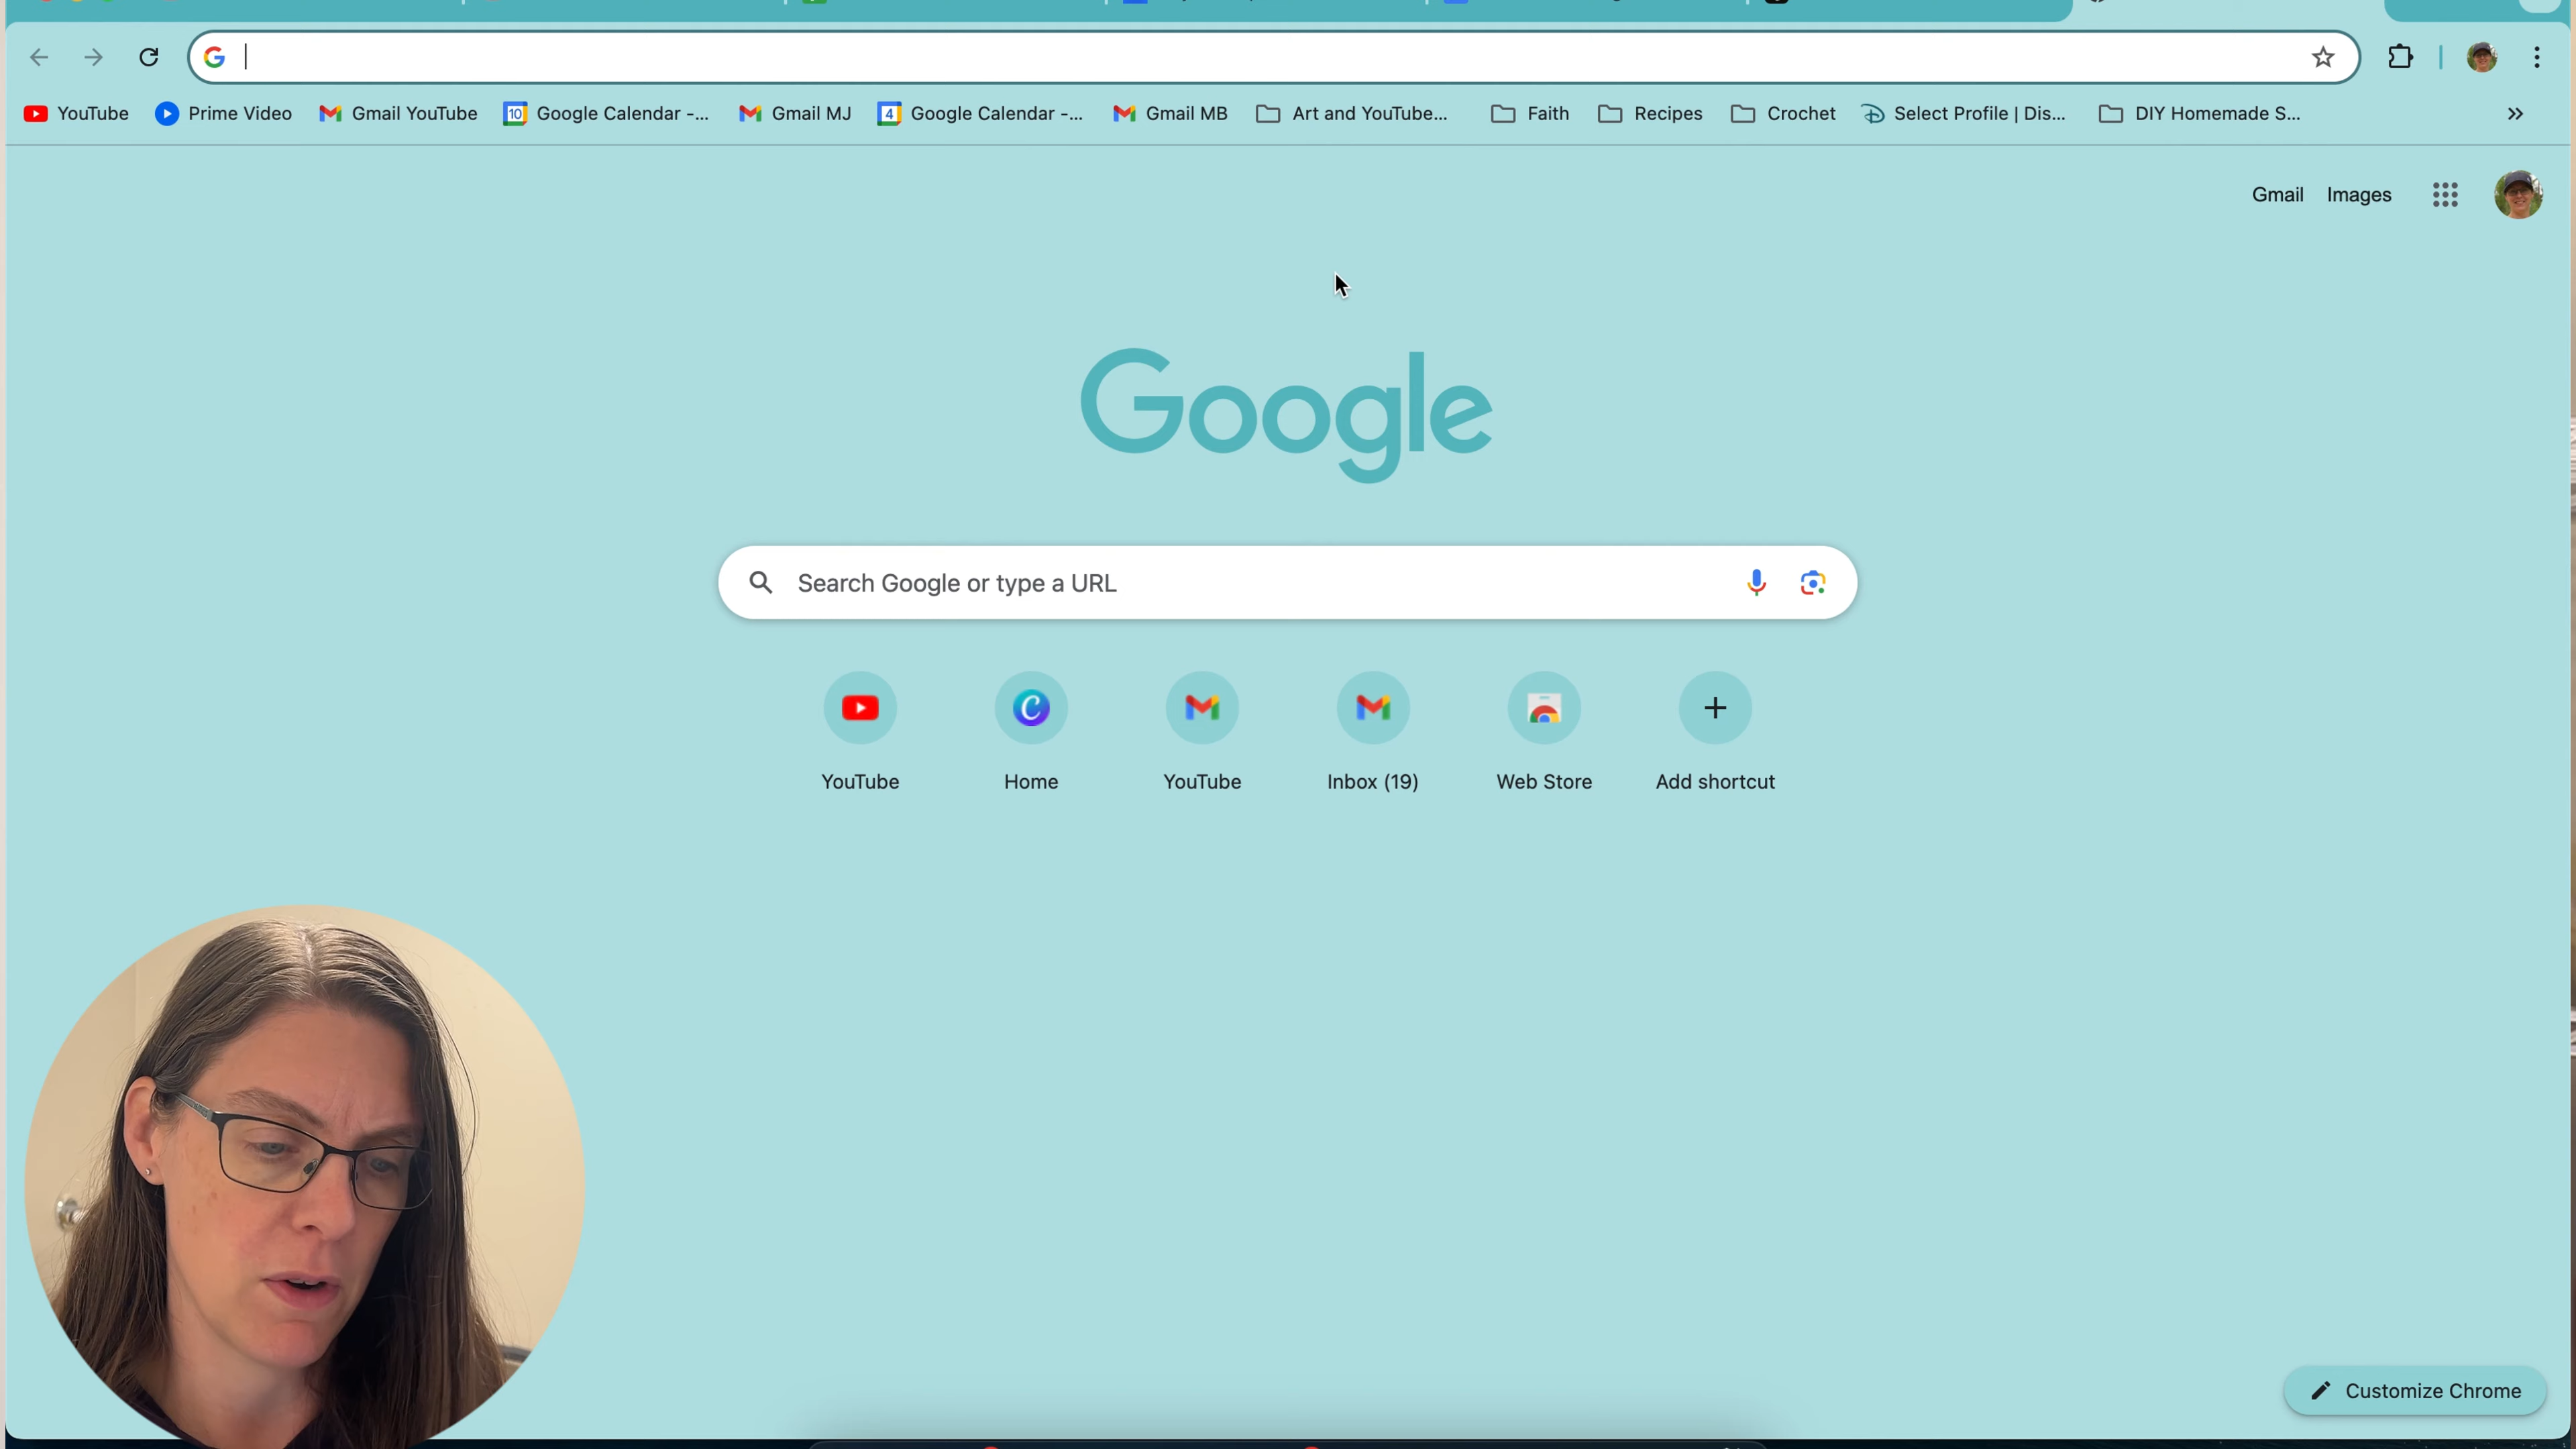 YouTube Prime Video Gmail YouTube 10 Google Calendar -... Gmail MJ 4 Google Calendar -... Gmail MB Art and YouTube... Faith Recipes Crochet Select Profile | Dis... DIY Homemade S...
Gmail Images
Google
Search Google or type a URL
YouTube Home YouTube Inbox (19) Web Store Add shortcut
Customize Chrome